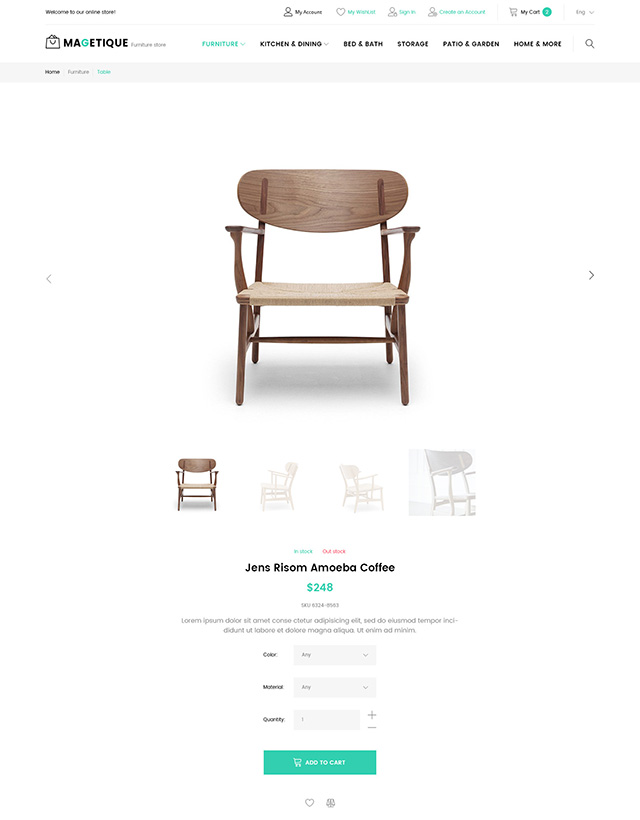 Welcome to our online store!
My Account
My Wishlist
Sign In
Create an Account
My Cart 2
Eng
MAGETIQUE Furniture store
FURNITURE
KITCHEN & DINING
BED & BATH
STORAGE
PATIO & GARDEN
HOME & MORE
Home
Furniture
Table
In stock
Out stock
Jens Risom Amoeba Coffee
$248
SKU 6324-9563
Lorem ipsum dolor sit amet conse ctetur adipisicing elit, sed do eiusmod tempor inci-
didunt ut labore et dolore magna aliqua. Ut enim ad minim.
Color: Any
Material: Any
Quantity: 1
ADD TO CART